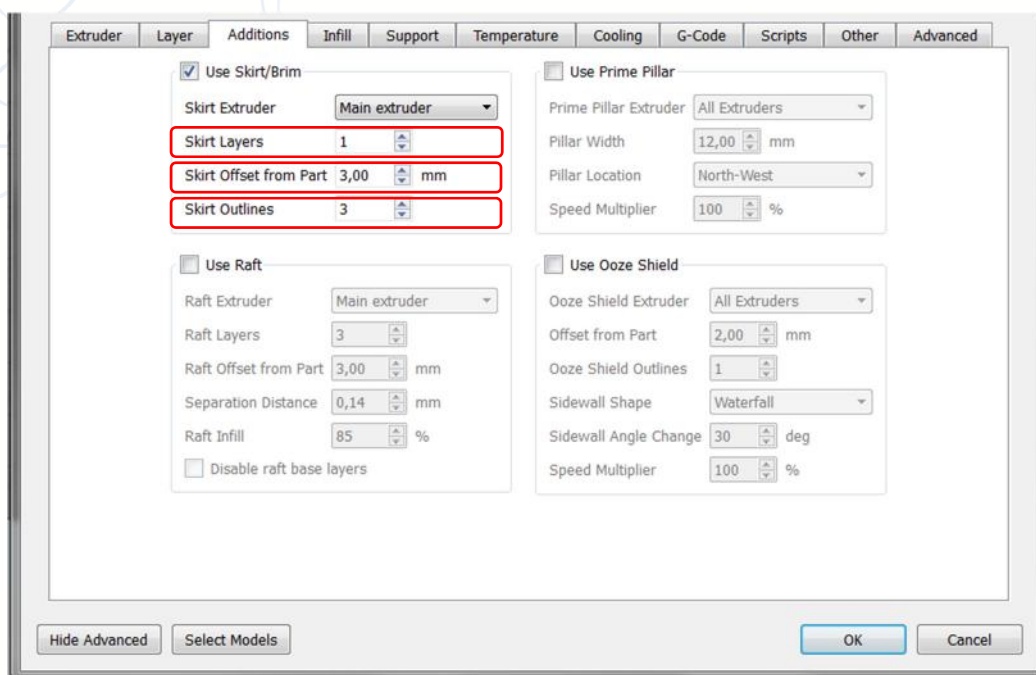 Extruder Layer Additions Infill Support Temperature Cooling G-Code Scripts Other Advanced
Use Skirt/Brim
Skirt Extruder Main extruder
Skirt Layers 1
Skirt Offset from Part 3,00 mm
Skirt Outlines 3
Use Prime Pillar
Prime Pillar Extruder All Extruders
Pillar Width 12,00 mm
Pillar Location North-West
Speed Multiplier 100 %
Use Raft
Raft Extruder Main extruder
Raft Layers 3
Raft Offset from Part 3,00 mm
Separation Distance 0,14 mm
Raft Infill 85 %
Disable raft base layers
Use Ooze Shield
Ooze Shield Extruder All Extruders
Offset from Part 2,00 mm
Ooze Shield Outlines 1
Sidewall Shape Waterfall
Sidewall Angle Change 30 deg
Speed Multiplier 100 %
Hide Advanced Select Models OK Cancel